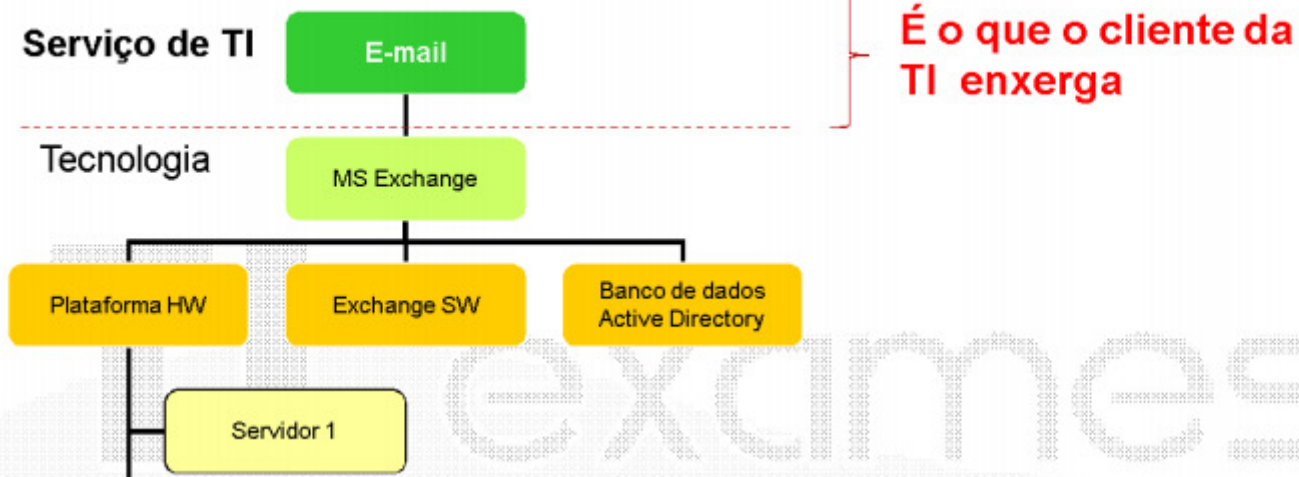 Serviço de TI
E-mail
É o que o cliente da
TI enxerga
Tecnologia
MS Exchange
Plataforma HW
Exchange SW
Banco de dados
Active Directory
Servidor 1
TI exames